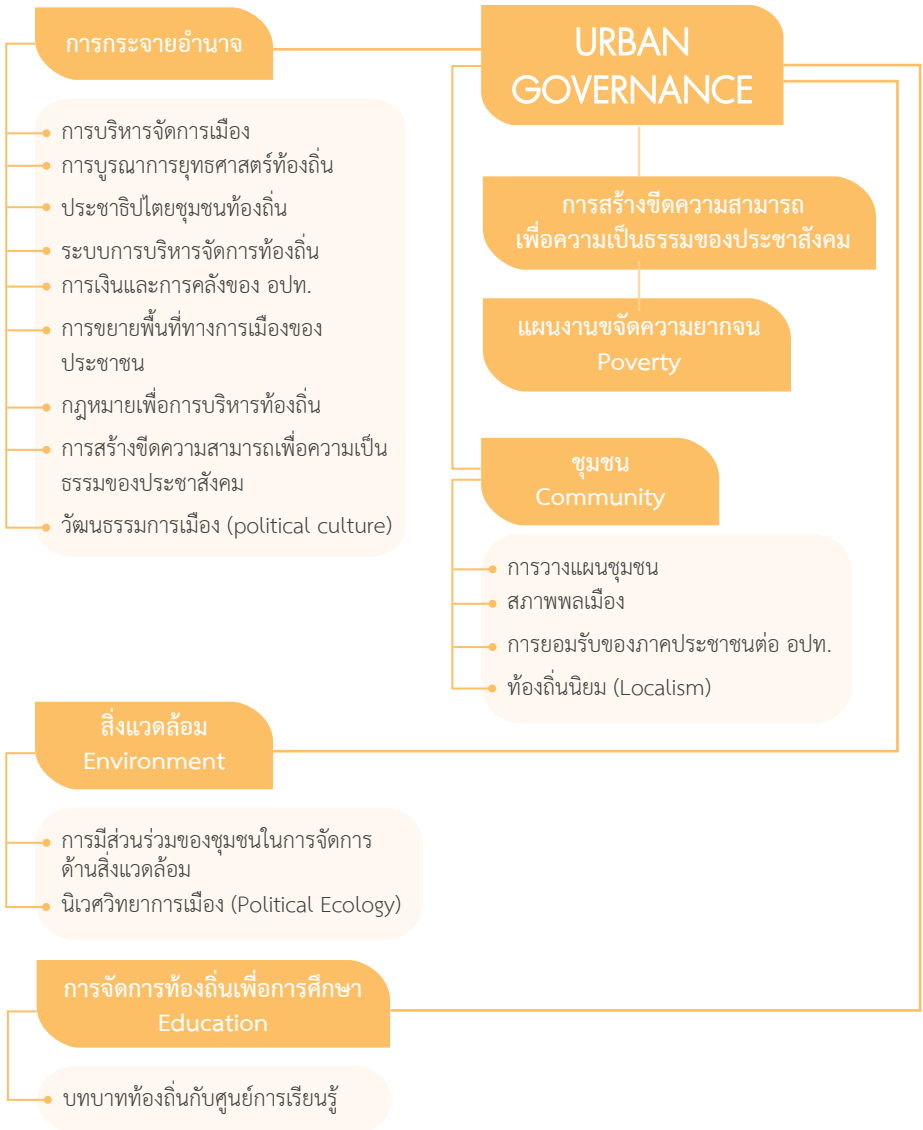 การกระจายอำนาจ
การบริหารจัดการเมือง
การบูรณาการยุทธศาสตร์ท้องถิ่น
ประชาธิปไตยชุมชนท้องถิ่น
ระบบการบริหารจัดการท้องถิ่น
การเงินและการคลังของ อปท.
การขยายพื้นที่ทางการเมืองของ
ประชาชน
กฎหมายเพื่อการบริหารท้องถิ่น
การสร้างขีดความสามารถเพื่อความเป็น
ธรรมของประชาสังคม
วัฒนธรรมการเมือง (political culture)
URBAN
GOVERNANCE
การสร้างขีดความสามารถ
เพื่อความเป็นธรรมของประชาสังคม
แผนงานขจัดความยากจน
Poverty
ชุมชน
Community
การวางแผนชุมชน
สภาพพลเมือง
การยอมรับของภาคประชาชนต่อ อปท.
ท้องถิ่นนิยม (Localism)
สิ่งแวดล้อม
Environment
การมีส่วนร่วมของชุมชนในการจัดการ
ด้านสิ่งแวดล้อม
นิเวศวิทยาการเมือง (Political Ecology)
การจัดการท้องถิ่นเพื่อการศึกษา
Education
บทบาทท้องถิ่นกับศูนย์การเรียนรู้